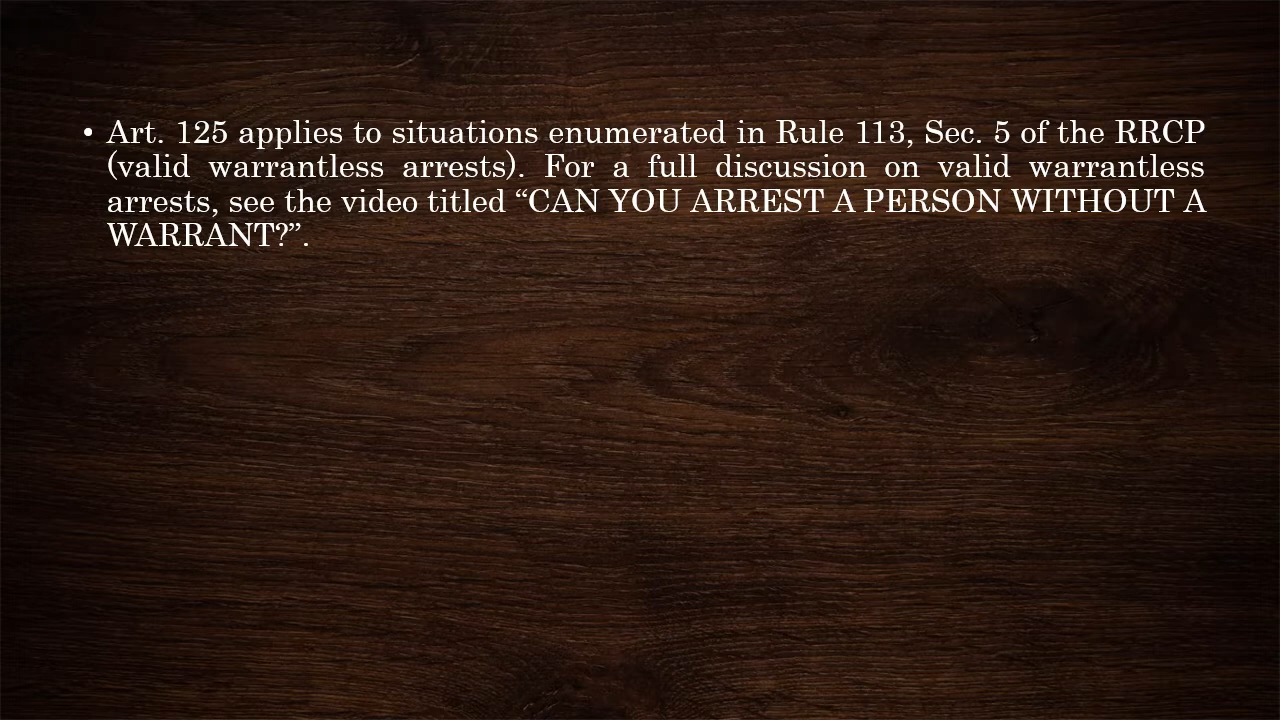 • Art. 125 applies to situations enumerated in Rule 113, Sec. 5 of the RRCP
(valid warrantless arrests). For a full discussion on valid warrantless
arrests, see the video titled “CAN YOU ARREST A PERSON WITHOUT A
WARRANT?”.